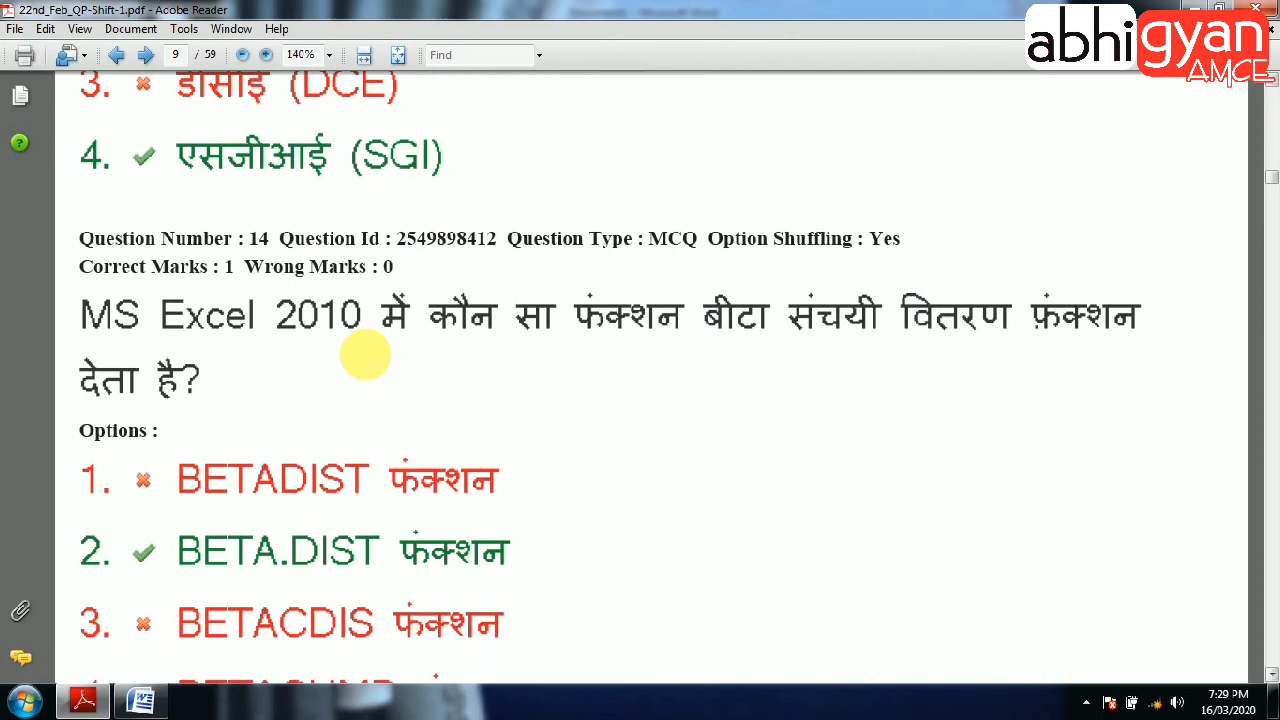 22nd_Feb_QP-Shift-1.pdf - Adobe Reader
File Edit View Document Tools Window Help
9 / 59 140% Find
abhigyan
AMCE
3. डीसीई (DCE)
4. एसजीआई (SGI)
Question Number : 14 Question Id : 2549898412 Question Type : MCQ Option Shuffling : Yes
Correct Marks : 1 Wrong Marks : 0
MS Excel 2010 में कौन सा फंक्शन बीटा संचयी वितरण फ़ंक्शन
देता है?
Options :
1. BETADIST फंक्शन
2. BETA.DIST फंक्शन
3. BETACDIS फंक्शन
7:29 PM
16/03/2020